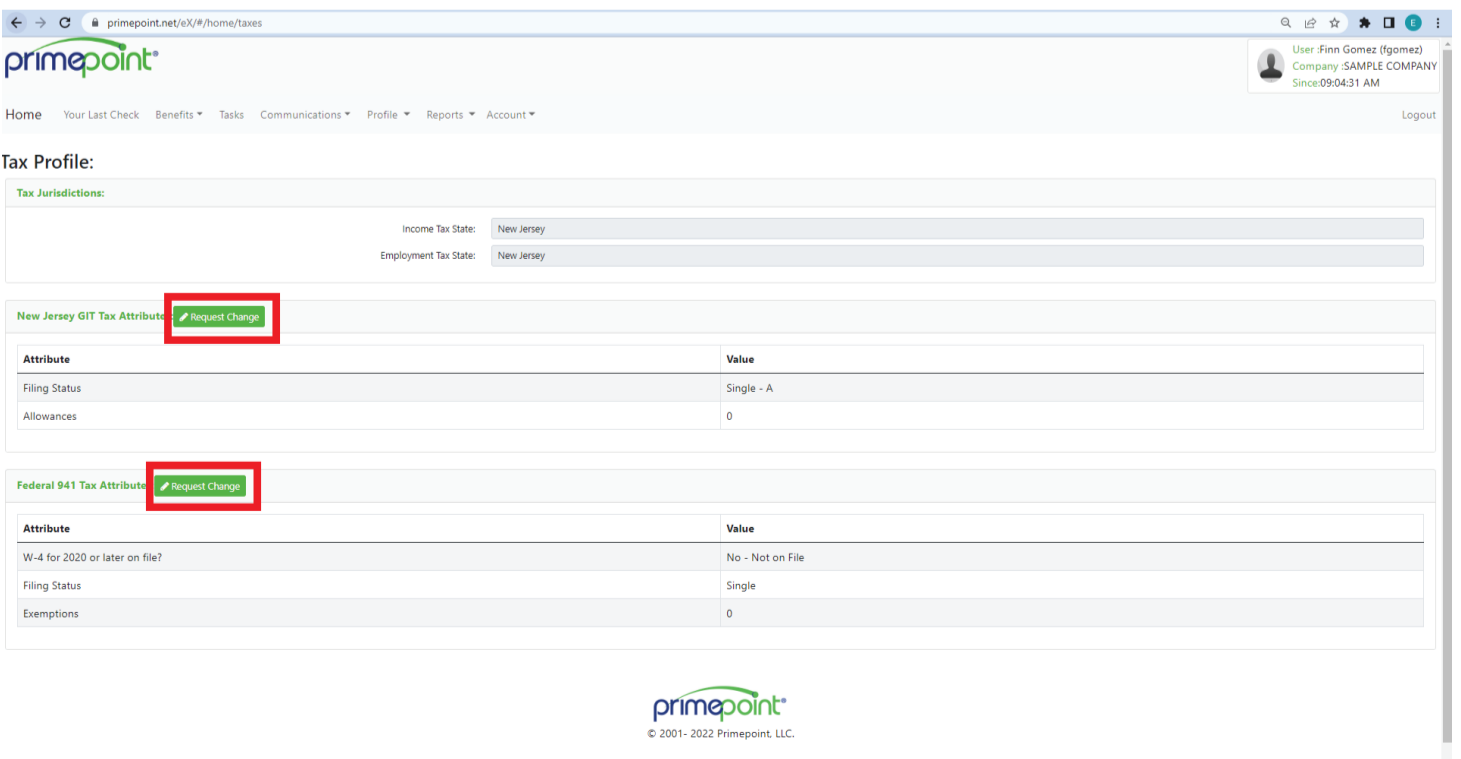 primepoint.net/eX/#/home/taxes
E
primepoint
User :Finn Gomez (fgomez)
Company :SAMPLE COMPANY
Since:09:04:31 AM
Home Your Last Check Benefits Tasks Communications Profile Reports Account Logout
Tax Profile:
Tax Jurisdictions:
Income Tax State: New Jersey
Employment Tax State: New Jersey
New Jersey GIT Tax Attribute Request Change
Attribute Value
Filing Status Single - A
Allowances 0
Federal 941 Tax Attribute Request Change
Attribute Value
W-4 for 2020 or later on file? No - Not on File
Filing Status Single
Exemptions 0
primepoint
© 2001- 2022 Primepoint, LLC.